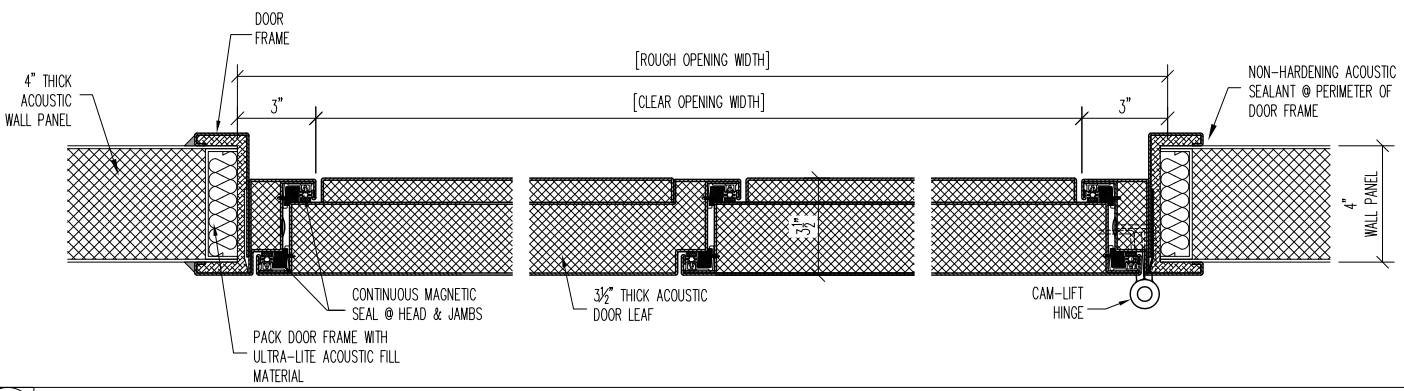 DOOR
FRAME
[ROUGH OPENING WIDTH]
4" THICK
ACOUSTIC
WALL PANEL
3"
[CLEAR OPENING WIDTH]
3"
NON-HARDENING ACOUSTIC
SEALANT @ PERIMETER OF
DOOR FRAME
3½"
4"
WALL PANEL
CONTINUOUS MAGNETIC
SEAL @ HEAD & JAMBS
3½" THICK ACOUSTIC
DOOR LEAF
CAM-LIFT
HINGE
PACK DOOR FRAME WITH
ULTRA-LITE ACOUSTIC FILL
MATERIAL